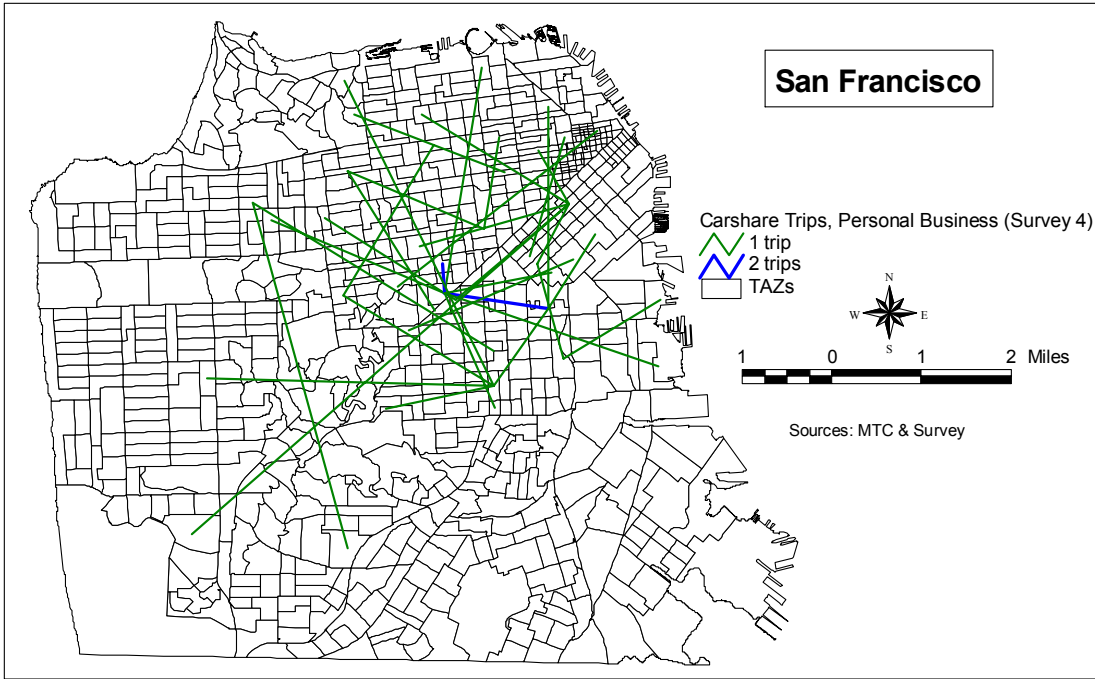 San Francisco
Carshare Trips, Personal Business (Survey 4)
1 trip
2 trips
TAZs
N
W E
S
1 0 1 2 Miles
Sources: MTC & Survey